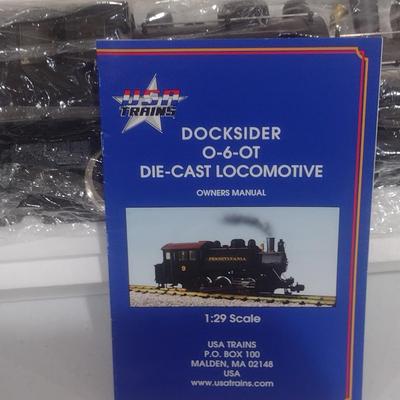 USA
TRAINS
DOCKSIDER
O-6-OT
DIE-CAST LOCOMOTIVE
OWNERS MANUAL
PENNSYLVANIA
9
1:29 Scale
USA TRAINS
P.O. BOX 100
MALDEN, MA 02148
USA
www.usatrains.com